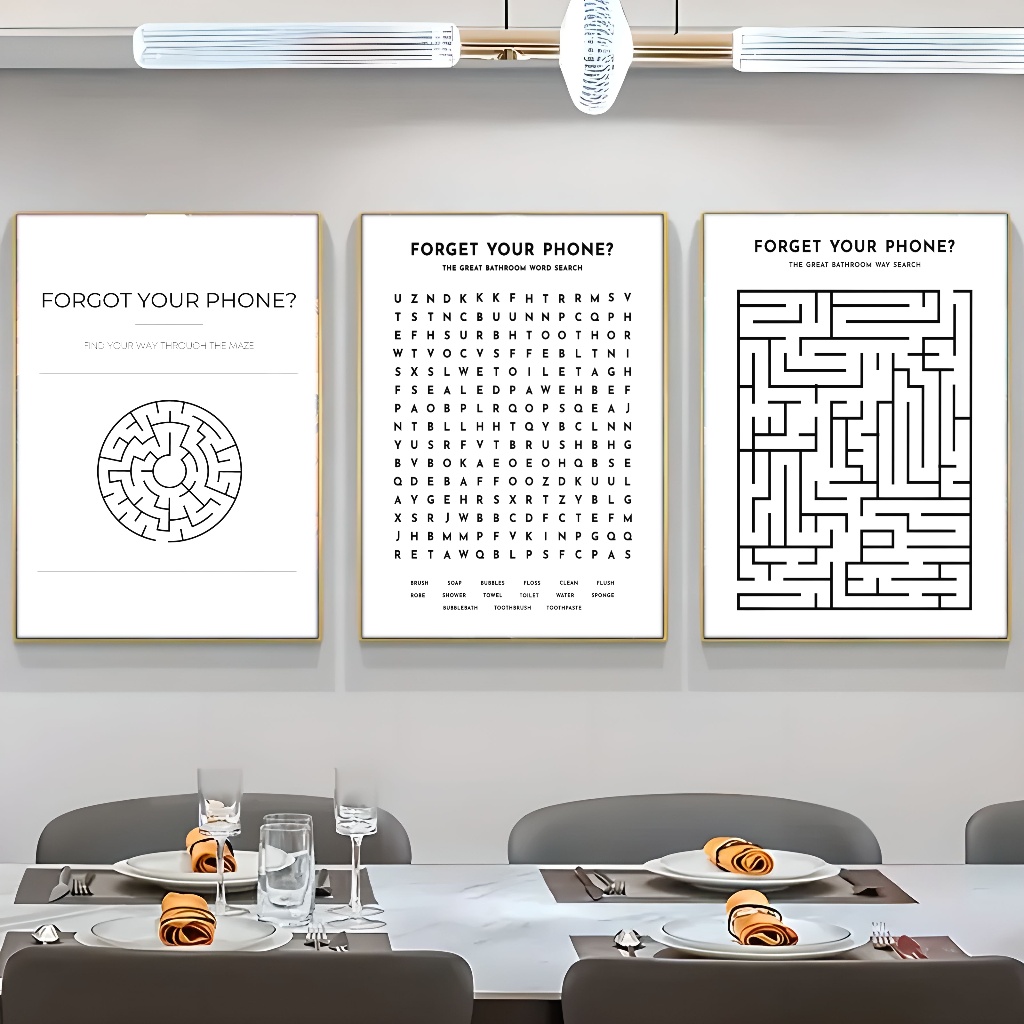 FORGOT YOUR PHONE?
FIND YOUR WAY THROUGH THE MAZE
FORGET YOUR PHONE?
THE GREAT BATHROOM WORD SEARCH
U Z N D K K K F H T R R M S V
T S T N C B U U N N P C Q P H
E F H S U R B H T O O T H O R
W T V O C V S F F E B L T N I
S X S L W E T O I L E T A G H
F S E A L E D P A W E H B E F
P A O B P L R Q O P S Q E A J
N T B L L H H T Q Y B C L N N
Y U S R F V T B R U S H B H G
B V B O K A E O E O H Q B S E
Q D E B A F F O O Z D K U U L
A Y G E H R S X R T Z Y B L G
X S R J W B B C D F C T E F M
J H B M M P F V K I N P G Q Q
R E T A W Q B L P S F C P A S
BRUSH SOAP BUBBLES FLOSS CLEAN FLUSH
ROBE SHOWER TOWEL TOILET WATER SPONGE
BUBBLEBATH TOOTHBRUSH TOOTHPASTE
FORGET YOUR PHONE?
THE GREAT BATHROOM WAY SEARCH